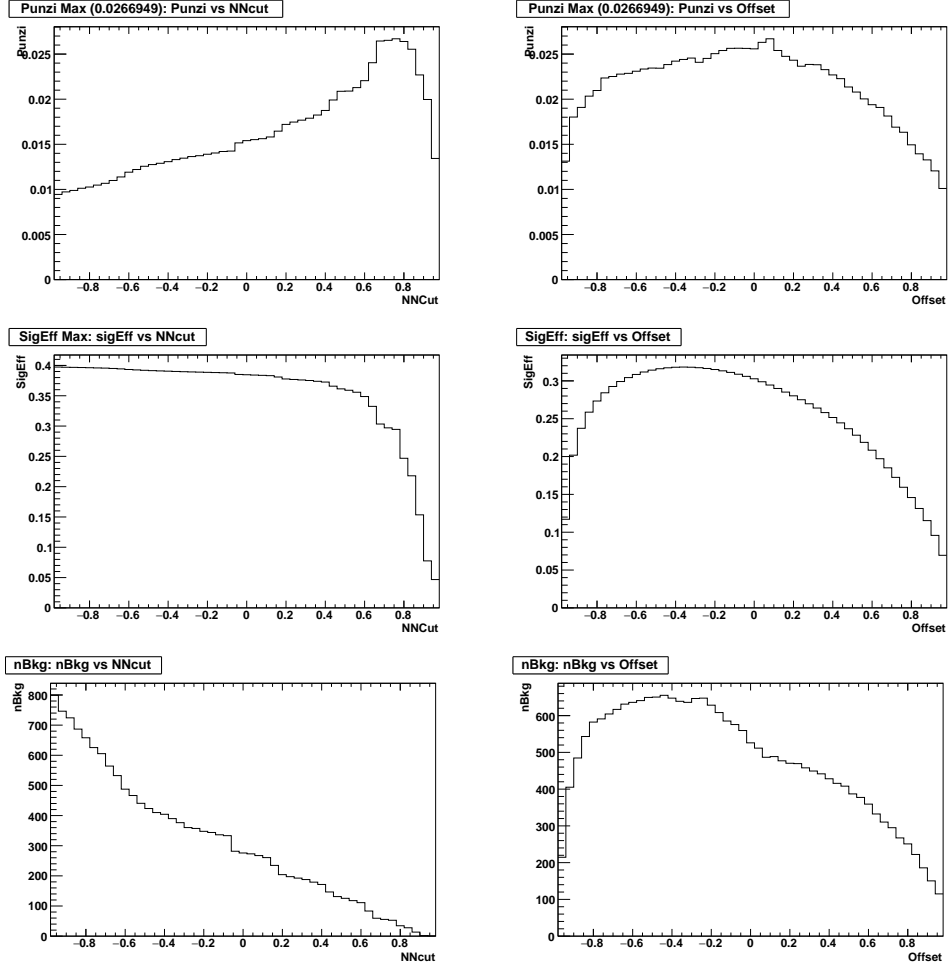 Punzi Max (0.0266949): Punzi vs NNcut
Punzi
0.025
0.02
0.015
0.01
0.005
0
−0.8 −0.6 −0.4 −0.2 0 0.2 0.4 0.6 0.8
NNCut
Punzi Max (0.0266949): Punzi vs Offset
Punzi
0.025
0.02
0.015
0.01
0.005
0
−0.8 −0.6 −0.4 −0.2 0 0.2 0.4 0.6 0.8
Offset
SigEff Max: sigEff vs NNcut
SigEff
0.4
0.35
0.3
0.25
0.2
0.15
0.1
0.05
0
−0.8 −0.6 −0.4 −0.2 0 0.2 0.4 0.6 0.8
NNCut
SigEff: sigEff vs Offset
SigEff
0.3
0.25
0.2
0.15
0.1
0.05
0
−0.8 −0.6 −0.4 −0.2 0 0.2 0.4 0.6 0.8
Offset
nBkg: nBkg vs NNcut
nBkg
800
700
600
500
400
300
200
100
0
−0.8 −0.6 −0.4 −0.2 0 0.2 0.4 0.6 0.8
NNcut
nBkg: nBkg vs Offset
nBkg
600
500
400
300
200
100
0
−0.8 −0.6 −0.4 −0.2 0 0.2 0.4 0.6 0.8
Offset